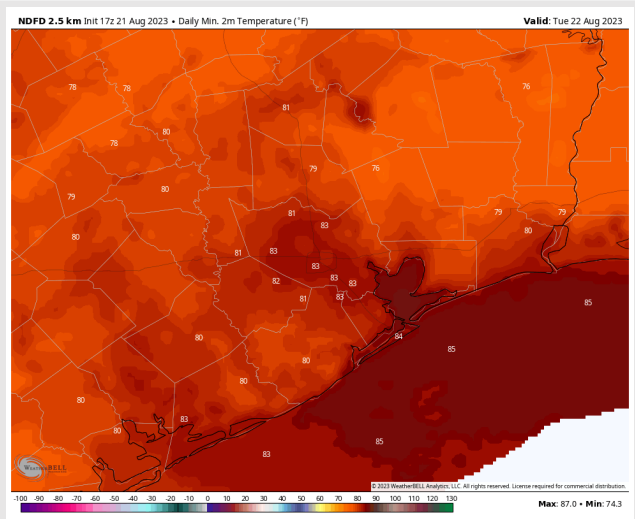 NDFD 2.5 km Init 17z 21 Aug 2023 • Daily Min. 2m Temperature (˚F) Valid: Tue 22 Aug 2023
78 78 76
81
80
78
79 76
80
79
81 79 79
83 80
80
81 83
83
82 83 83
81 83 85
84
80 85
80
80
80
83
80
85
83
WeatherBELL
© 2023 WeatherBELL Analytics, LLC. All rights reserved. License required for commercial distribution.
-100 -90 -80 -70 -60 -50 -40 -30 -20 -10 0 10 20 30 40 50 60 70 80 90 100 110 120 130
Max: 87.0 • Min: 74.3